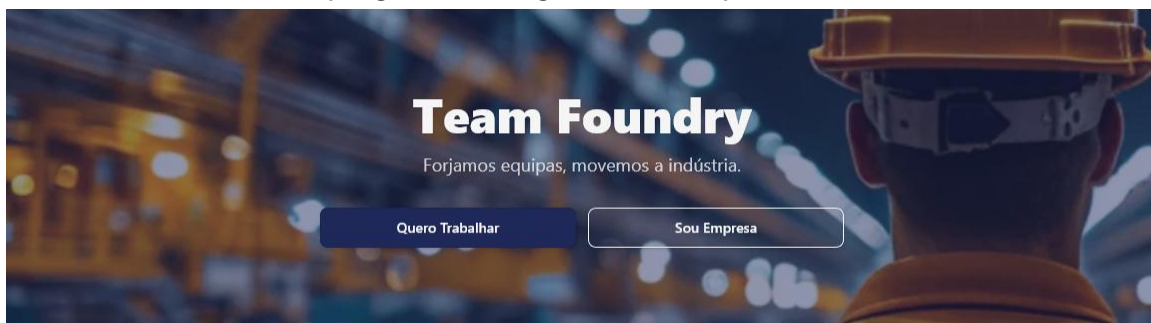 Team Foundry
Forjamos equipas, movemos a indústria.
Quero Trabalhar
Sou Empresa